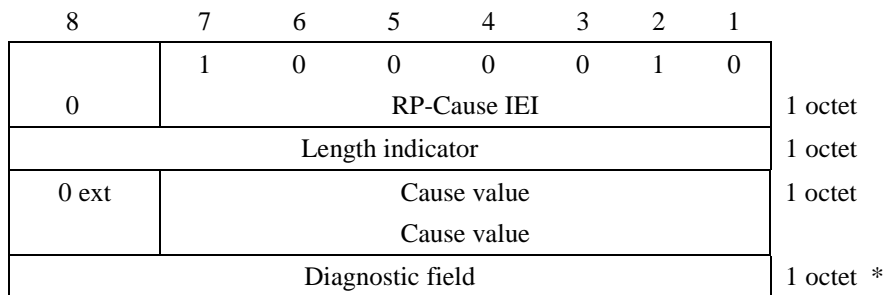 8 7 6 5 4 3 2 1
1 0 0 0 0 1 0
0 RP-Cause IEI 1 octet
Length indicator 1 octet
0 ext Cause value 1 octet
Cause value
Diagnostic field 1 octet *